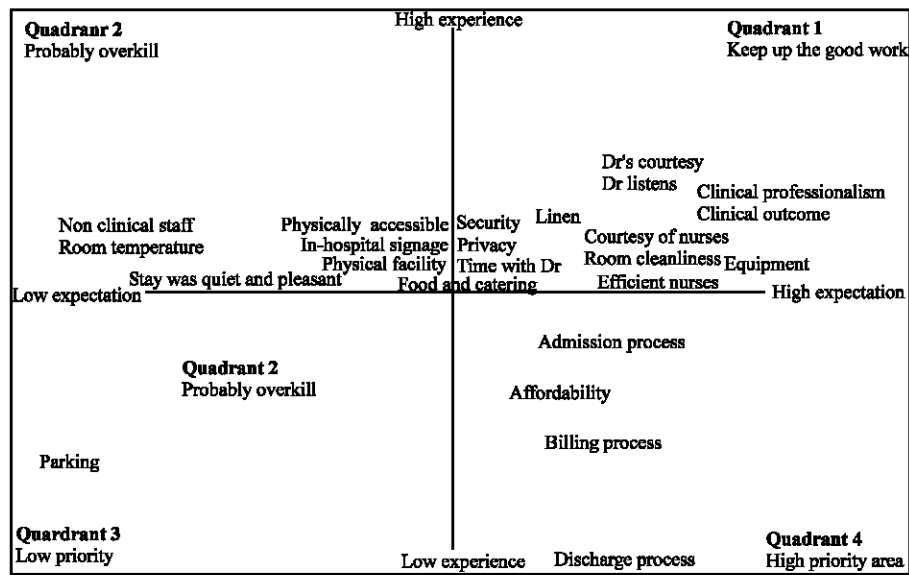 High experience
Quadranr 2
Probably overkill
Quadrant 1
Keep up the good work
Dr's courtesy
Dr listens
Clinical professionalism
Clinical outcome
Non clinical staff
Room temperature
Physically accessible
In-hospital signage
Physical facility
Stay was quiet and pleasant
Security
Privacy
Time with Dr
Food and catering
Linen
Courtesy of nurses
Room cleanliness
Efficient nurses
Equipment
Low expectation
High expectation
Admission process
Quadrant 2
Probably overkill
Affordability
Billing process
Parking
Quardrant 3
Low priority
Low experience
Discharge process
Quadrant 4
High priority area